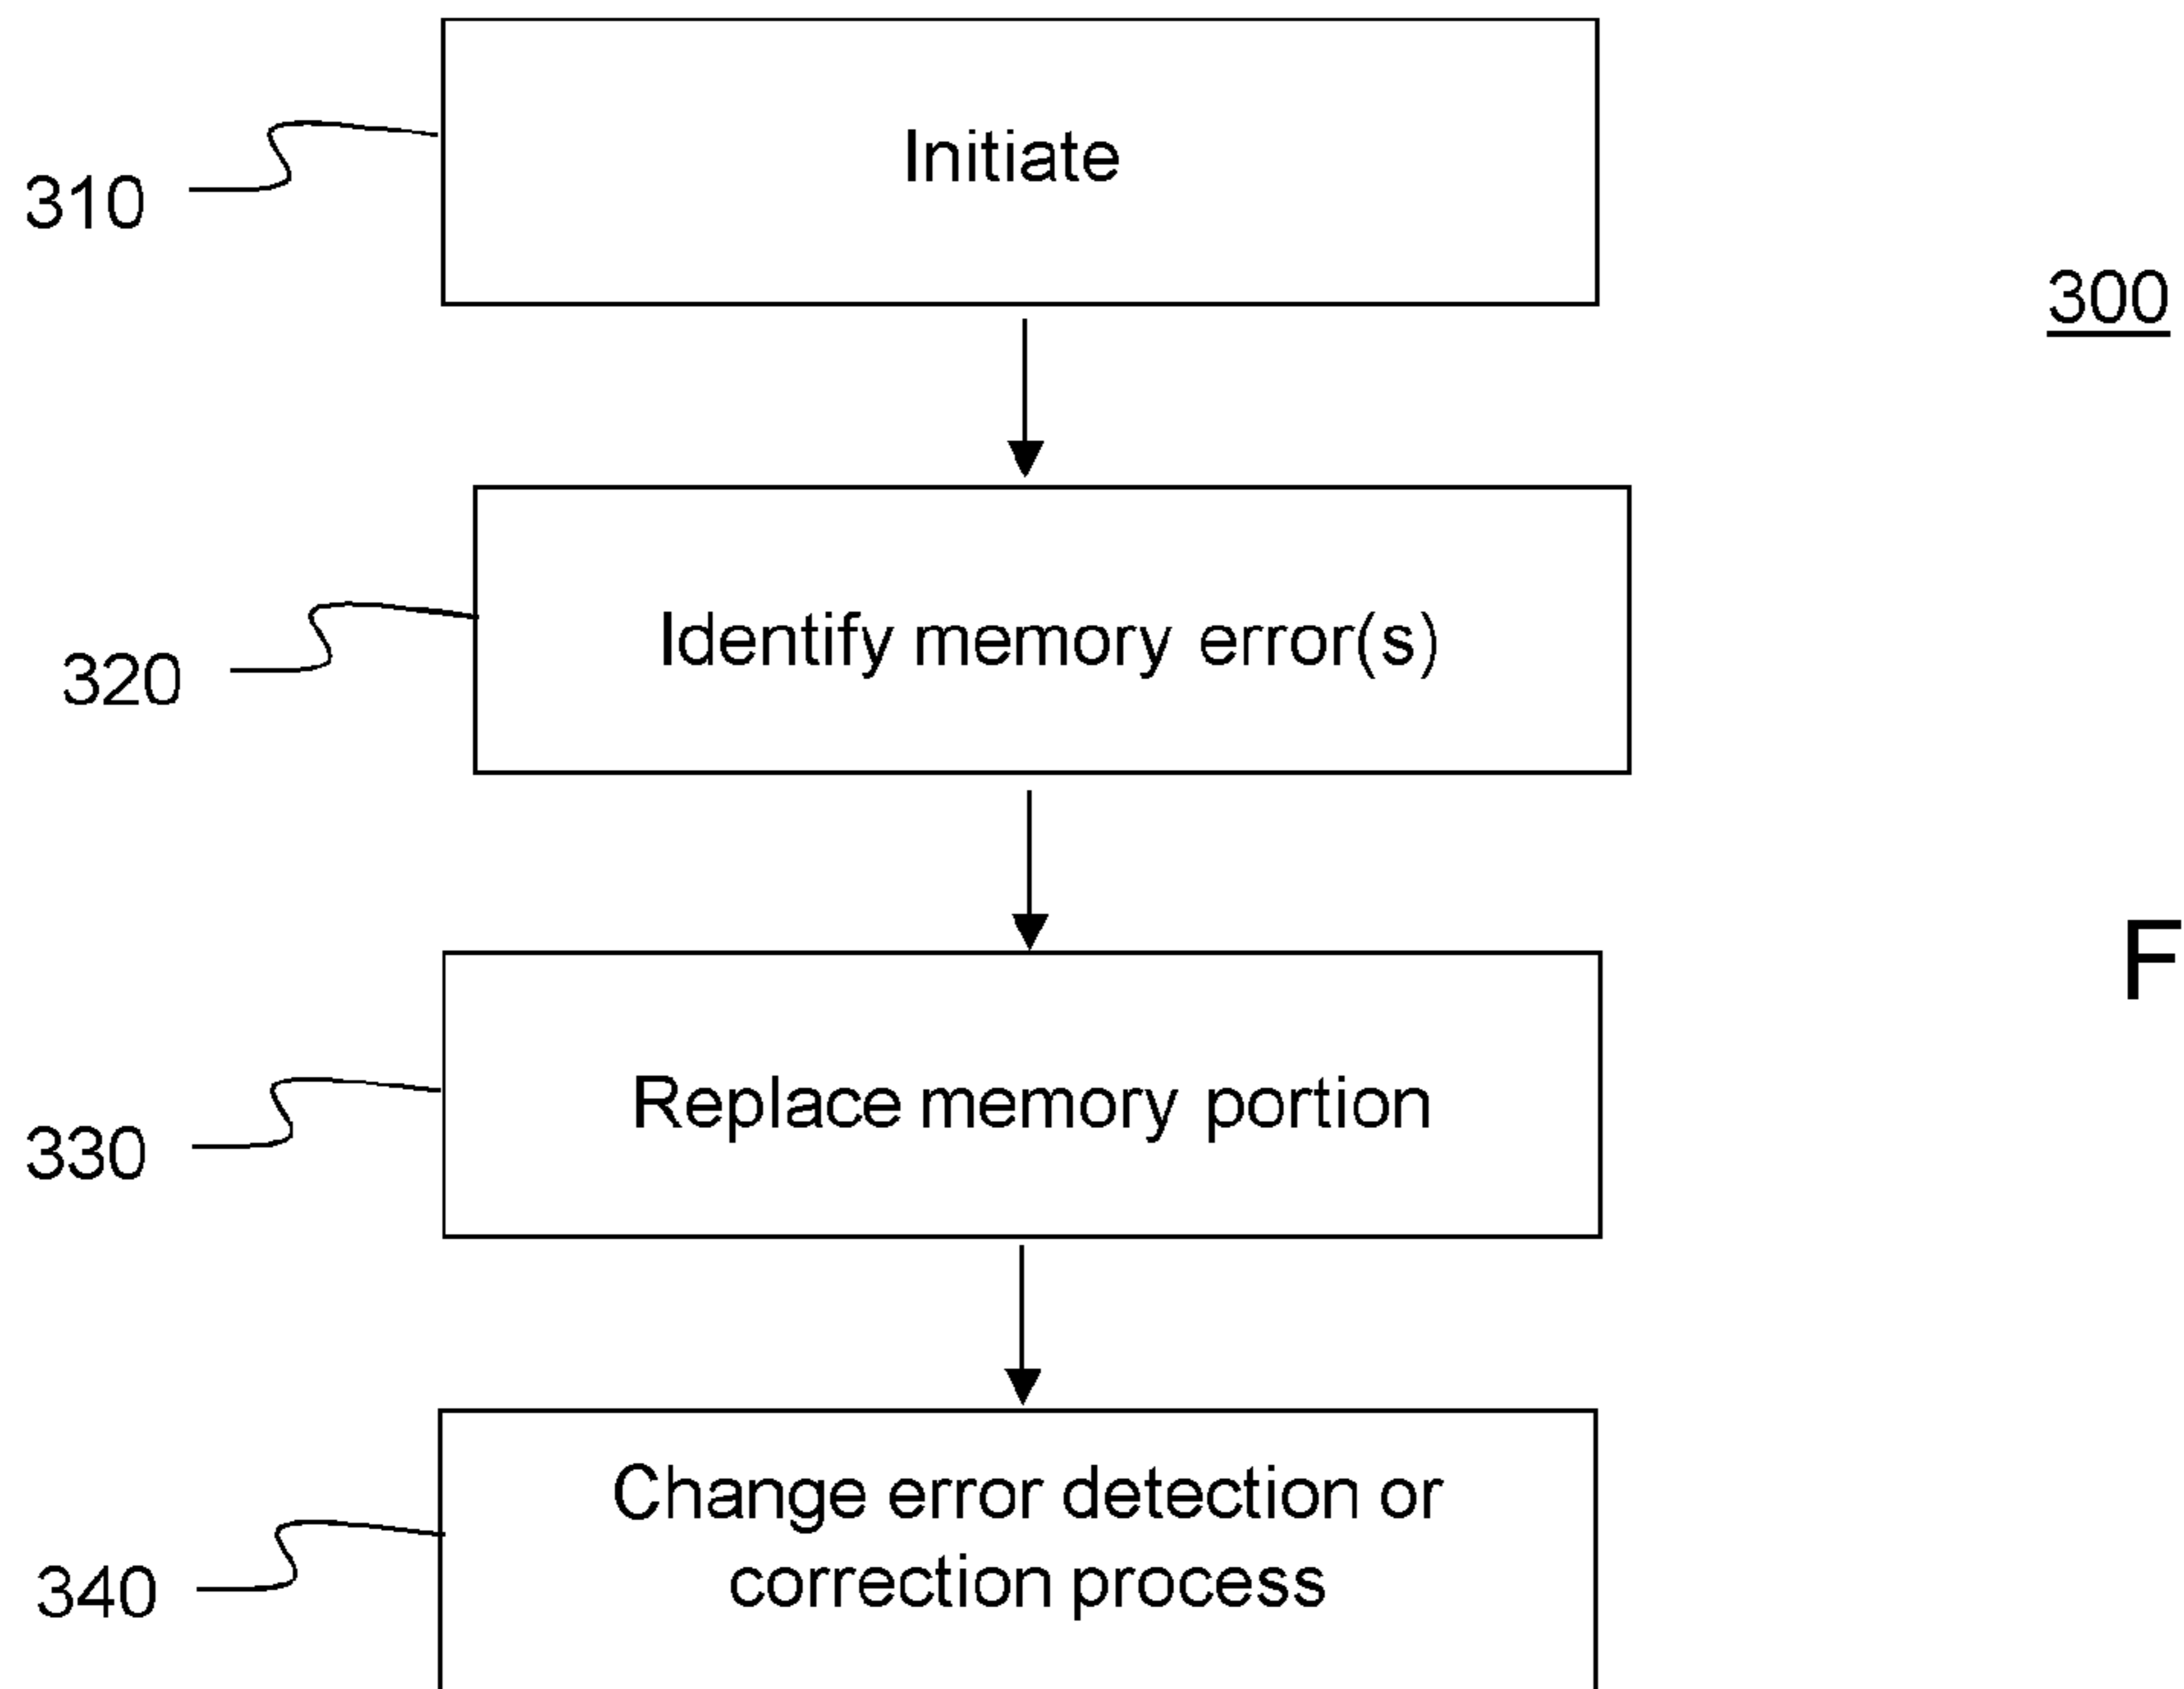 Initiate
310
300
Identify memory error(s)
320
F
Replace memory portion
330
Change error detection or
correction process
340